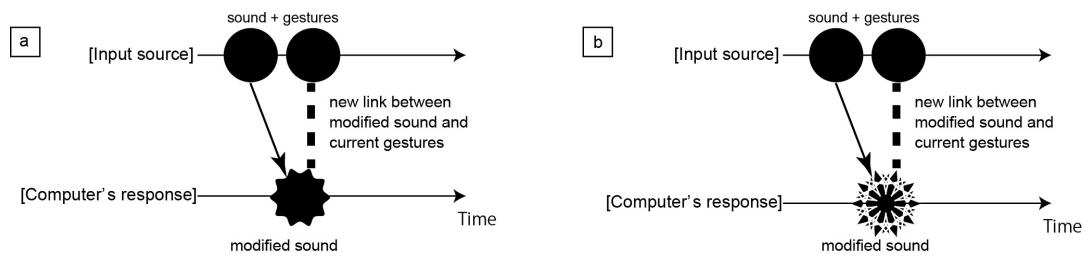 a
sound + gestures
[Input source]
new link between
modified sound and
current gestures
[Computer's response]
Time
modified sound
b
sound + gestures
[Input source]
new link between
modified sound and
current gestures
[Computer's response]
Time
modified sound